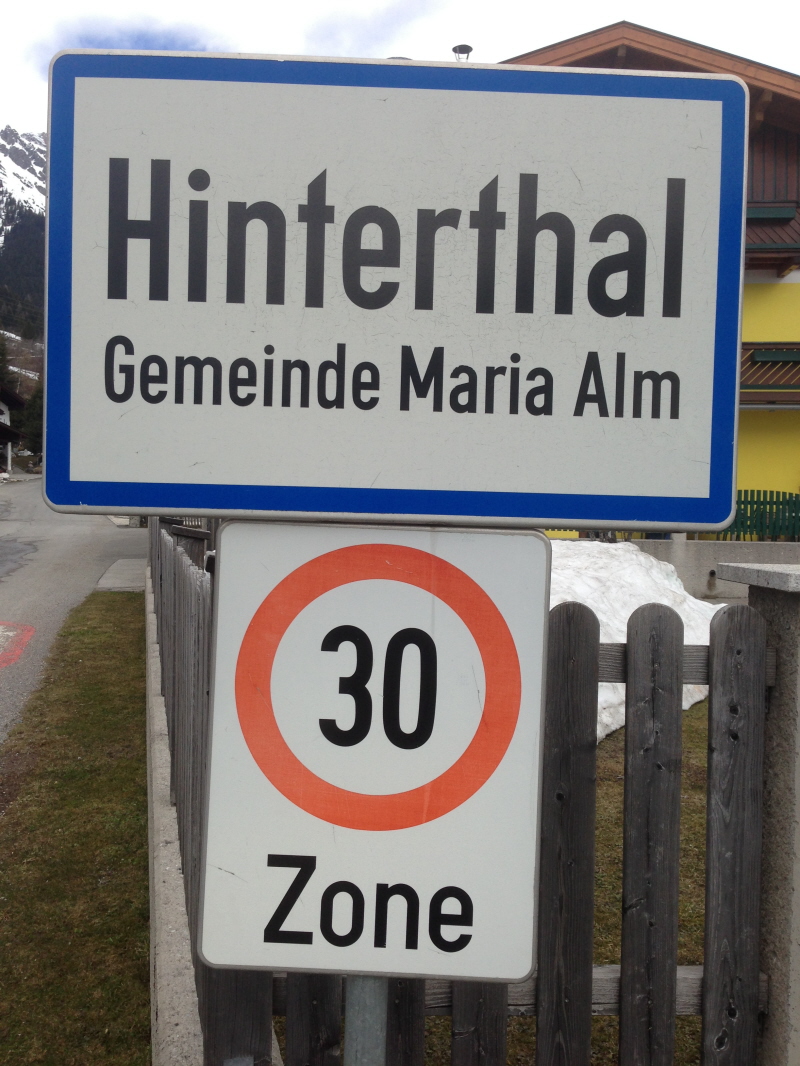 Hinterthal
Gemeinde Maria Alm
30
Zone